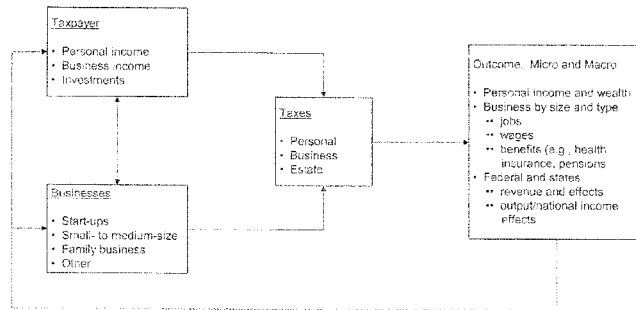 Taxpayer
• Personal income
• Business income
• Investments
Businesses
• Start-ups
• Small- to medium-size
• Family business
• Other
Taxes
• Personal
• Business
• Estate
Outcome: Micro and Macro
• Personal income and wealth
• Business by size and type
•• jobs
•• wages
•• benefits (e.g., health
insurance, pensions
• Federal and states
•• revenue and effects
•• output/national income
effects